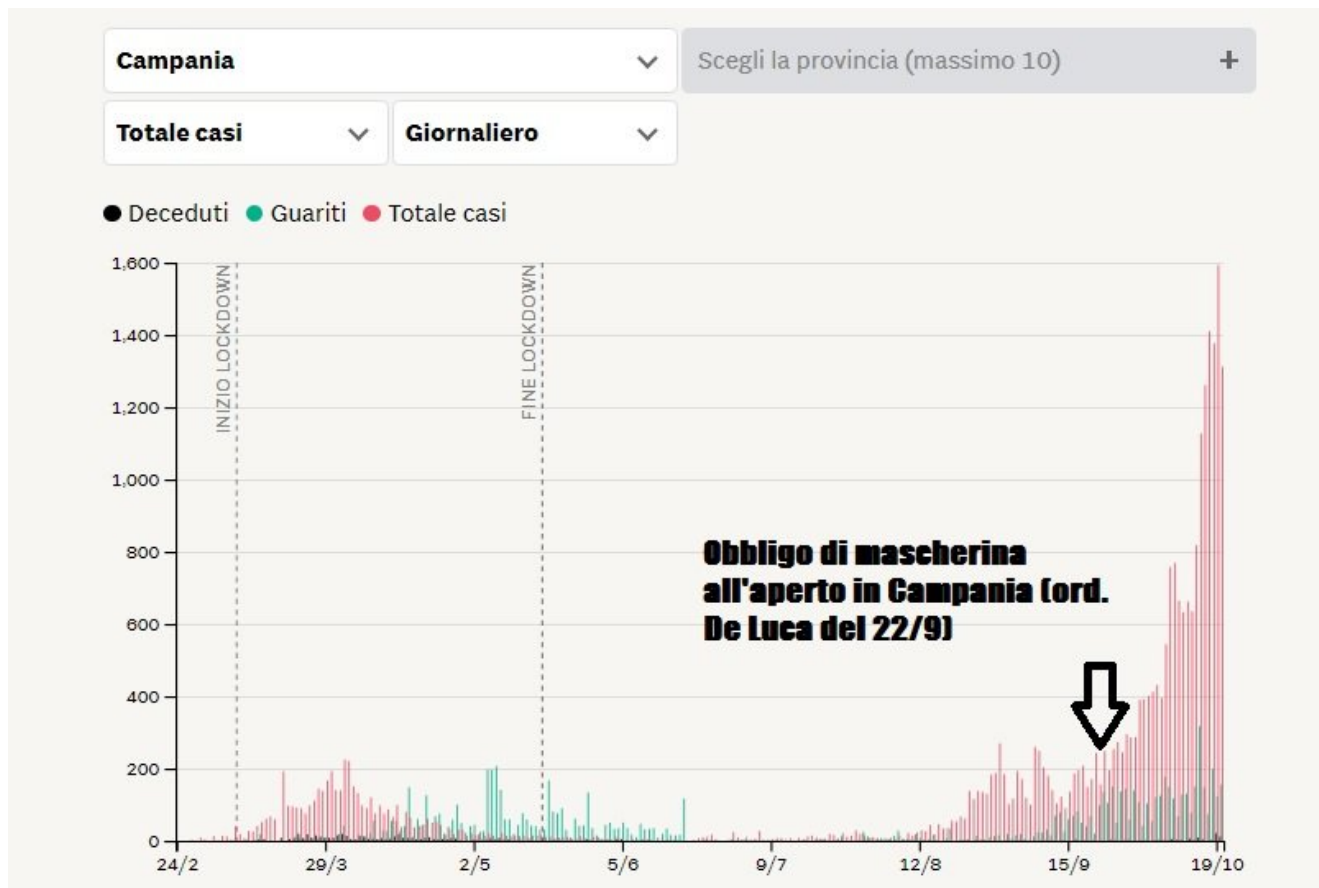 Campania
Scegli la provincia (massimo 10) +
Totale casi
Giornaliero
Deceduti Guariti Totale casi
1,600
1,400
1,200
1,000
800
600
400
200
0
INIZIO LOCKDOWN
FINE LOCKDOWN
Obbligo di mascherina
all'aperto in Campania (ord.
De Luca del 22/9)
24/2 29/3 2/5 5/6 9/7 12/8 15/9 19/10